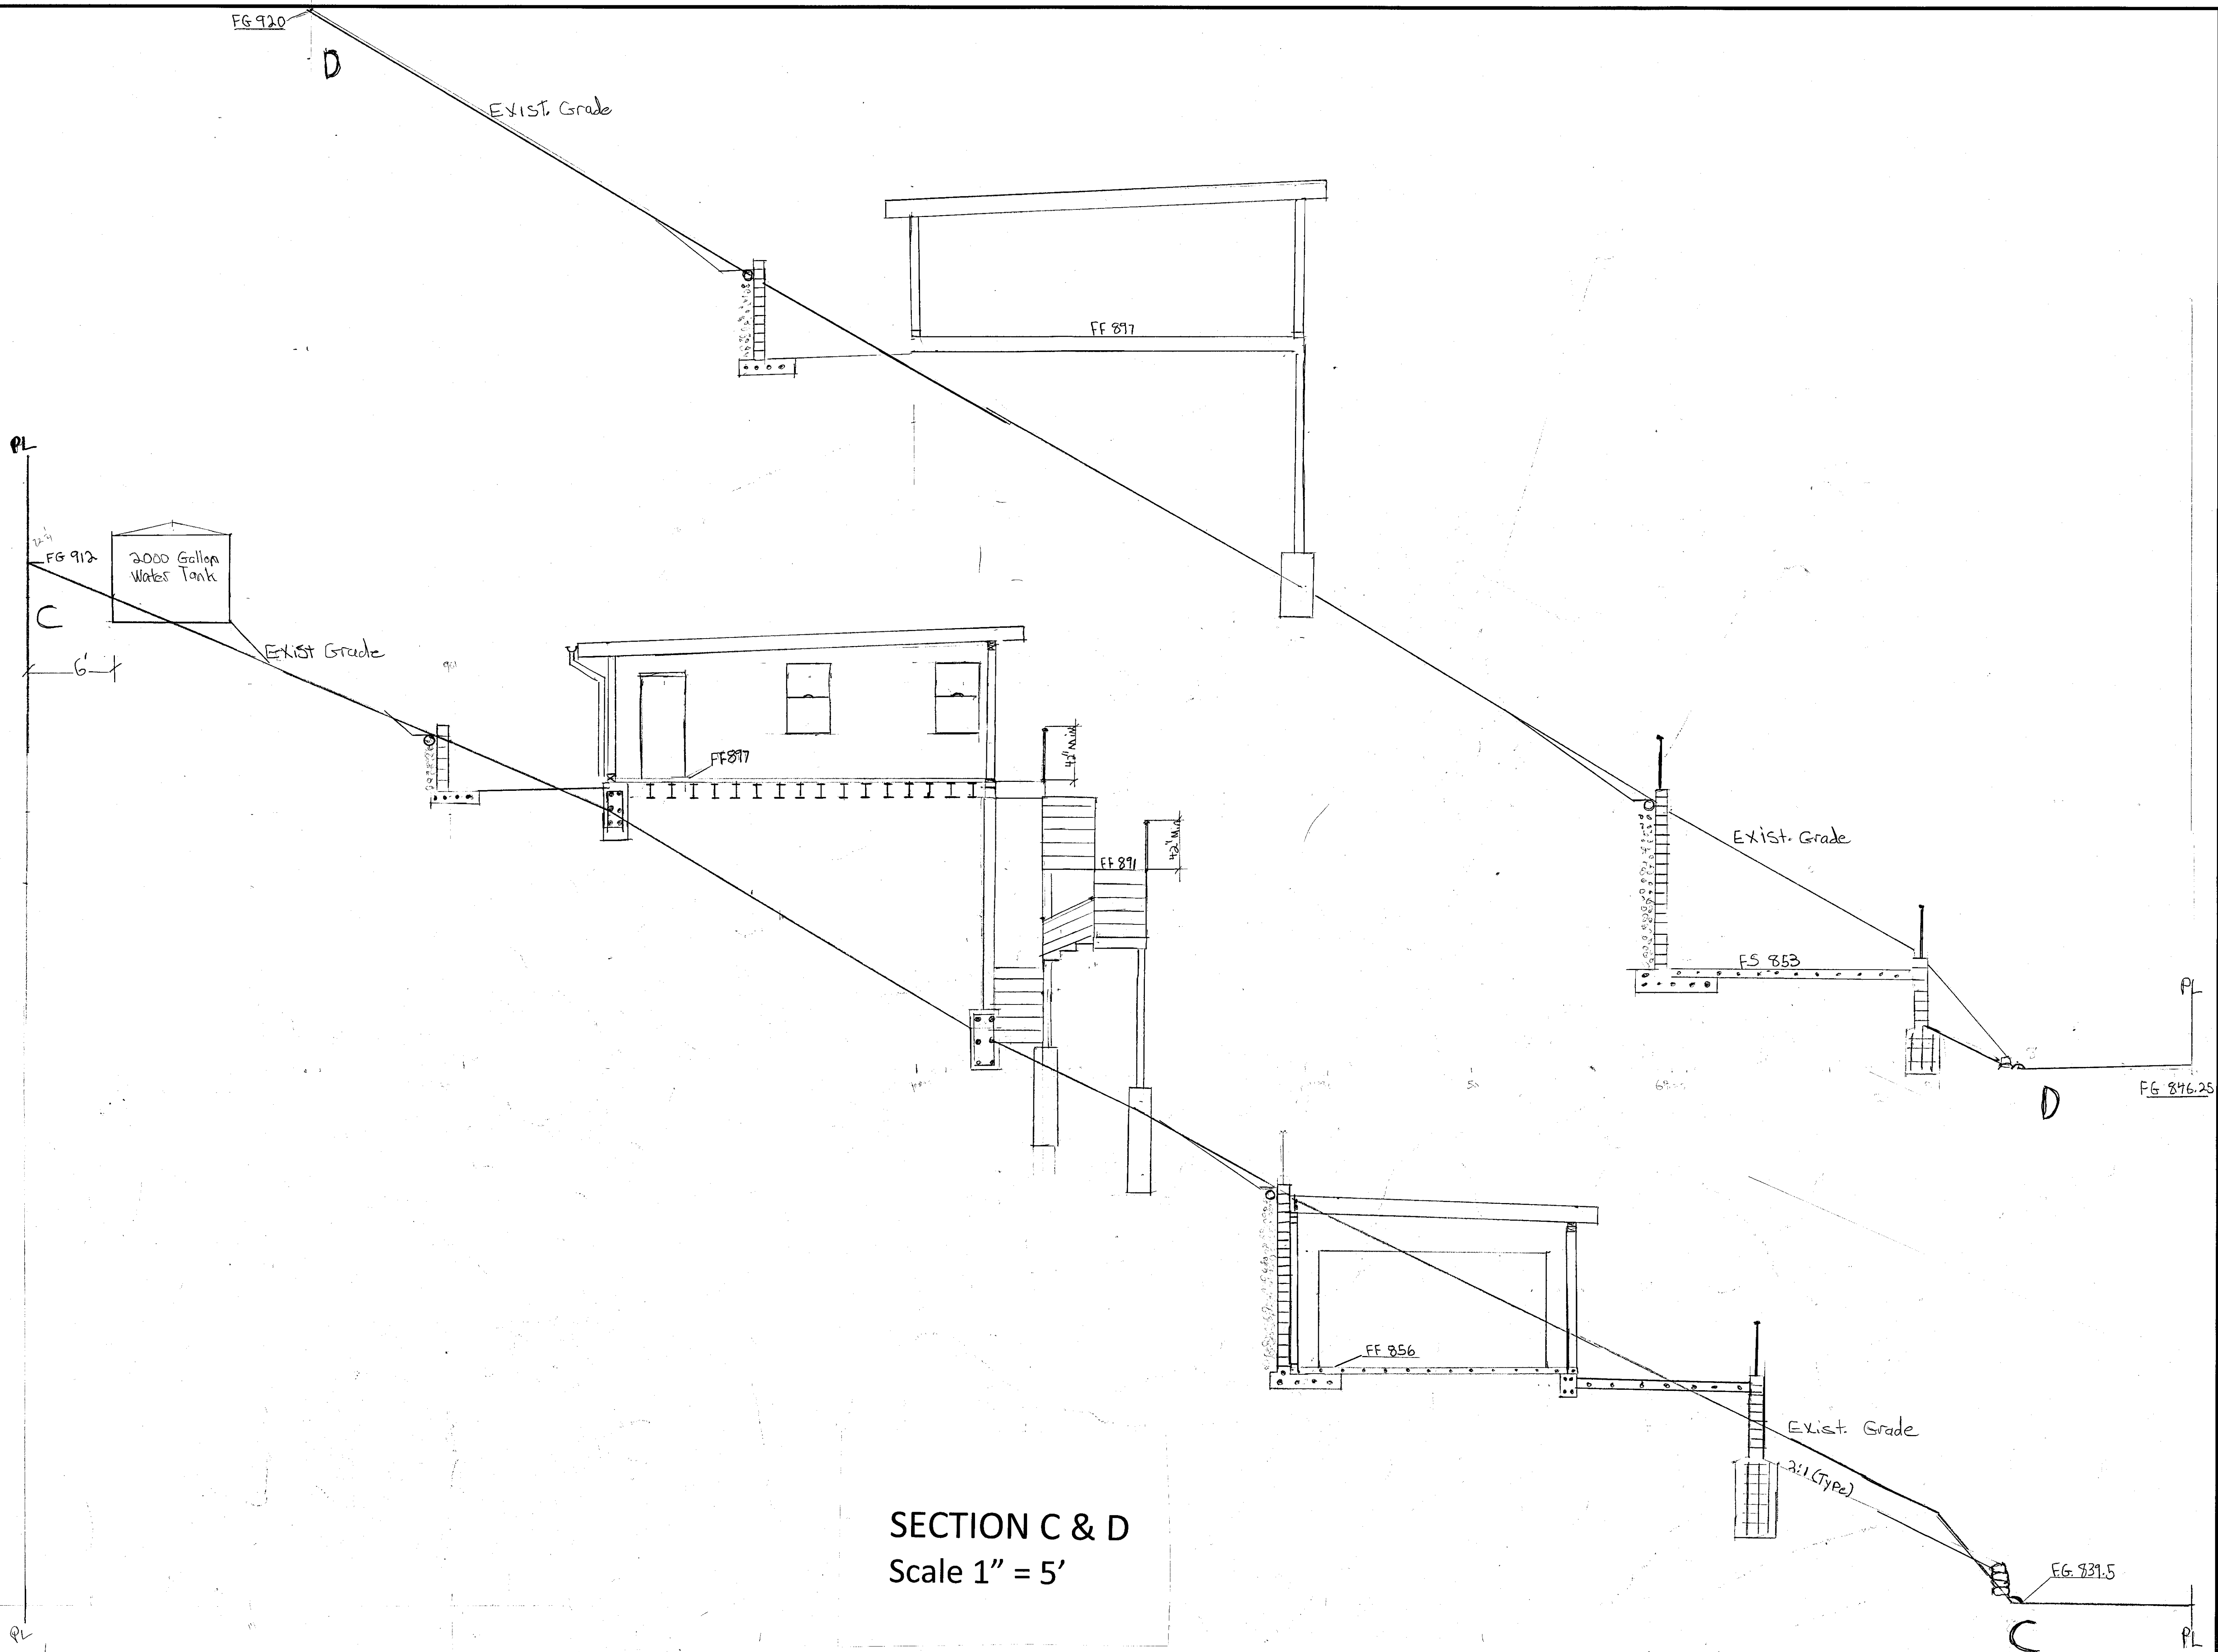 FG 920
D
EXIST. Grade
FF 897
PL
FG 912
2000 Gallon
Water Tank
C
EXIST Grade
6'
FF897
42" Min
42" Min
FF 891
EXIST. Grade
FS 853
PL
D
FG 846.25
FF 856
EXIST. Grade
2:1 (TYPE)
FG. 839.5
SECTION C & D
Scale 1” = 5’
C
PL
PL